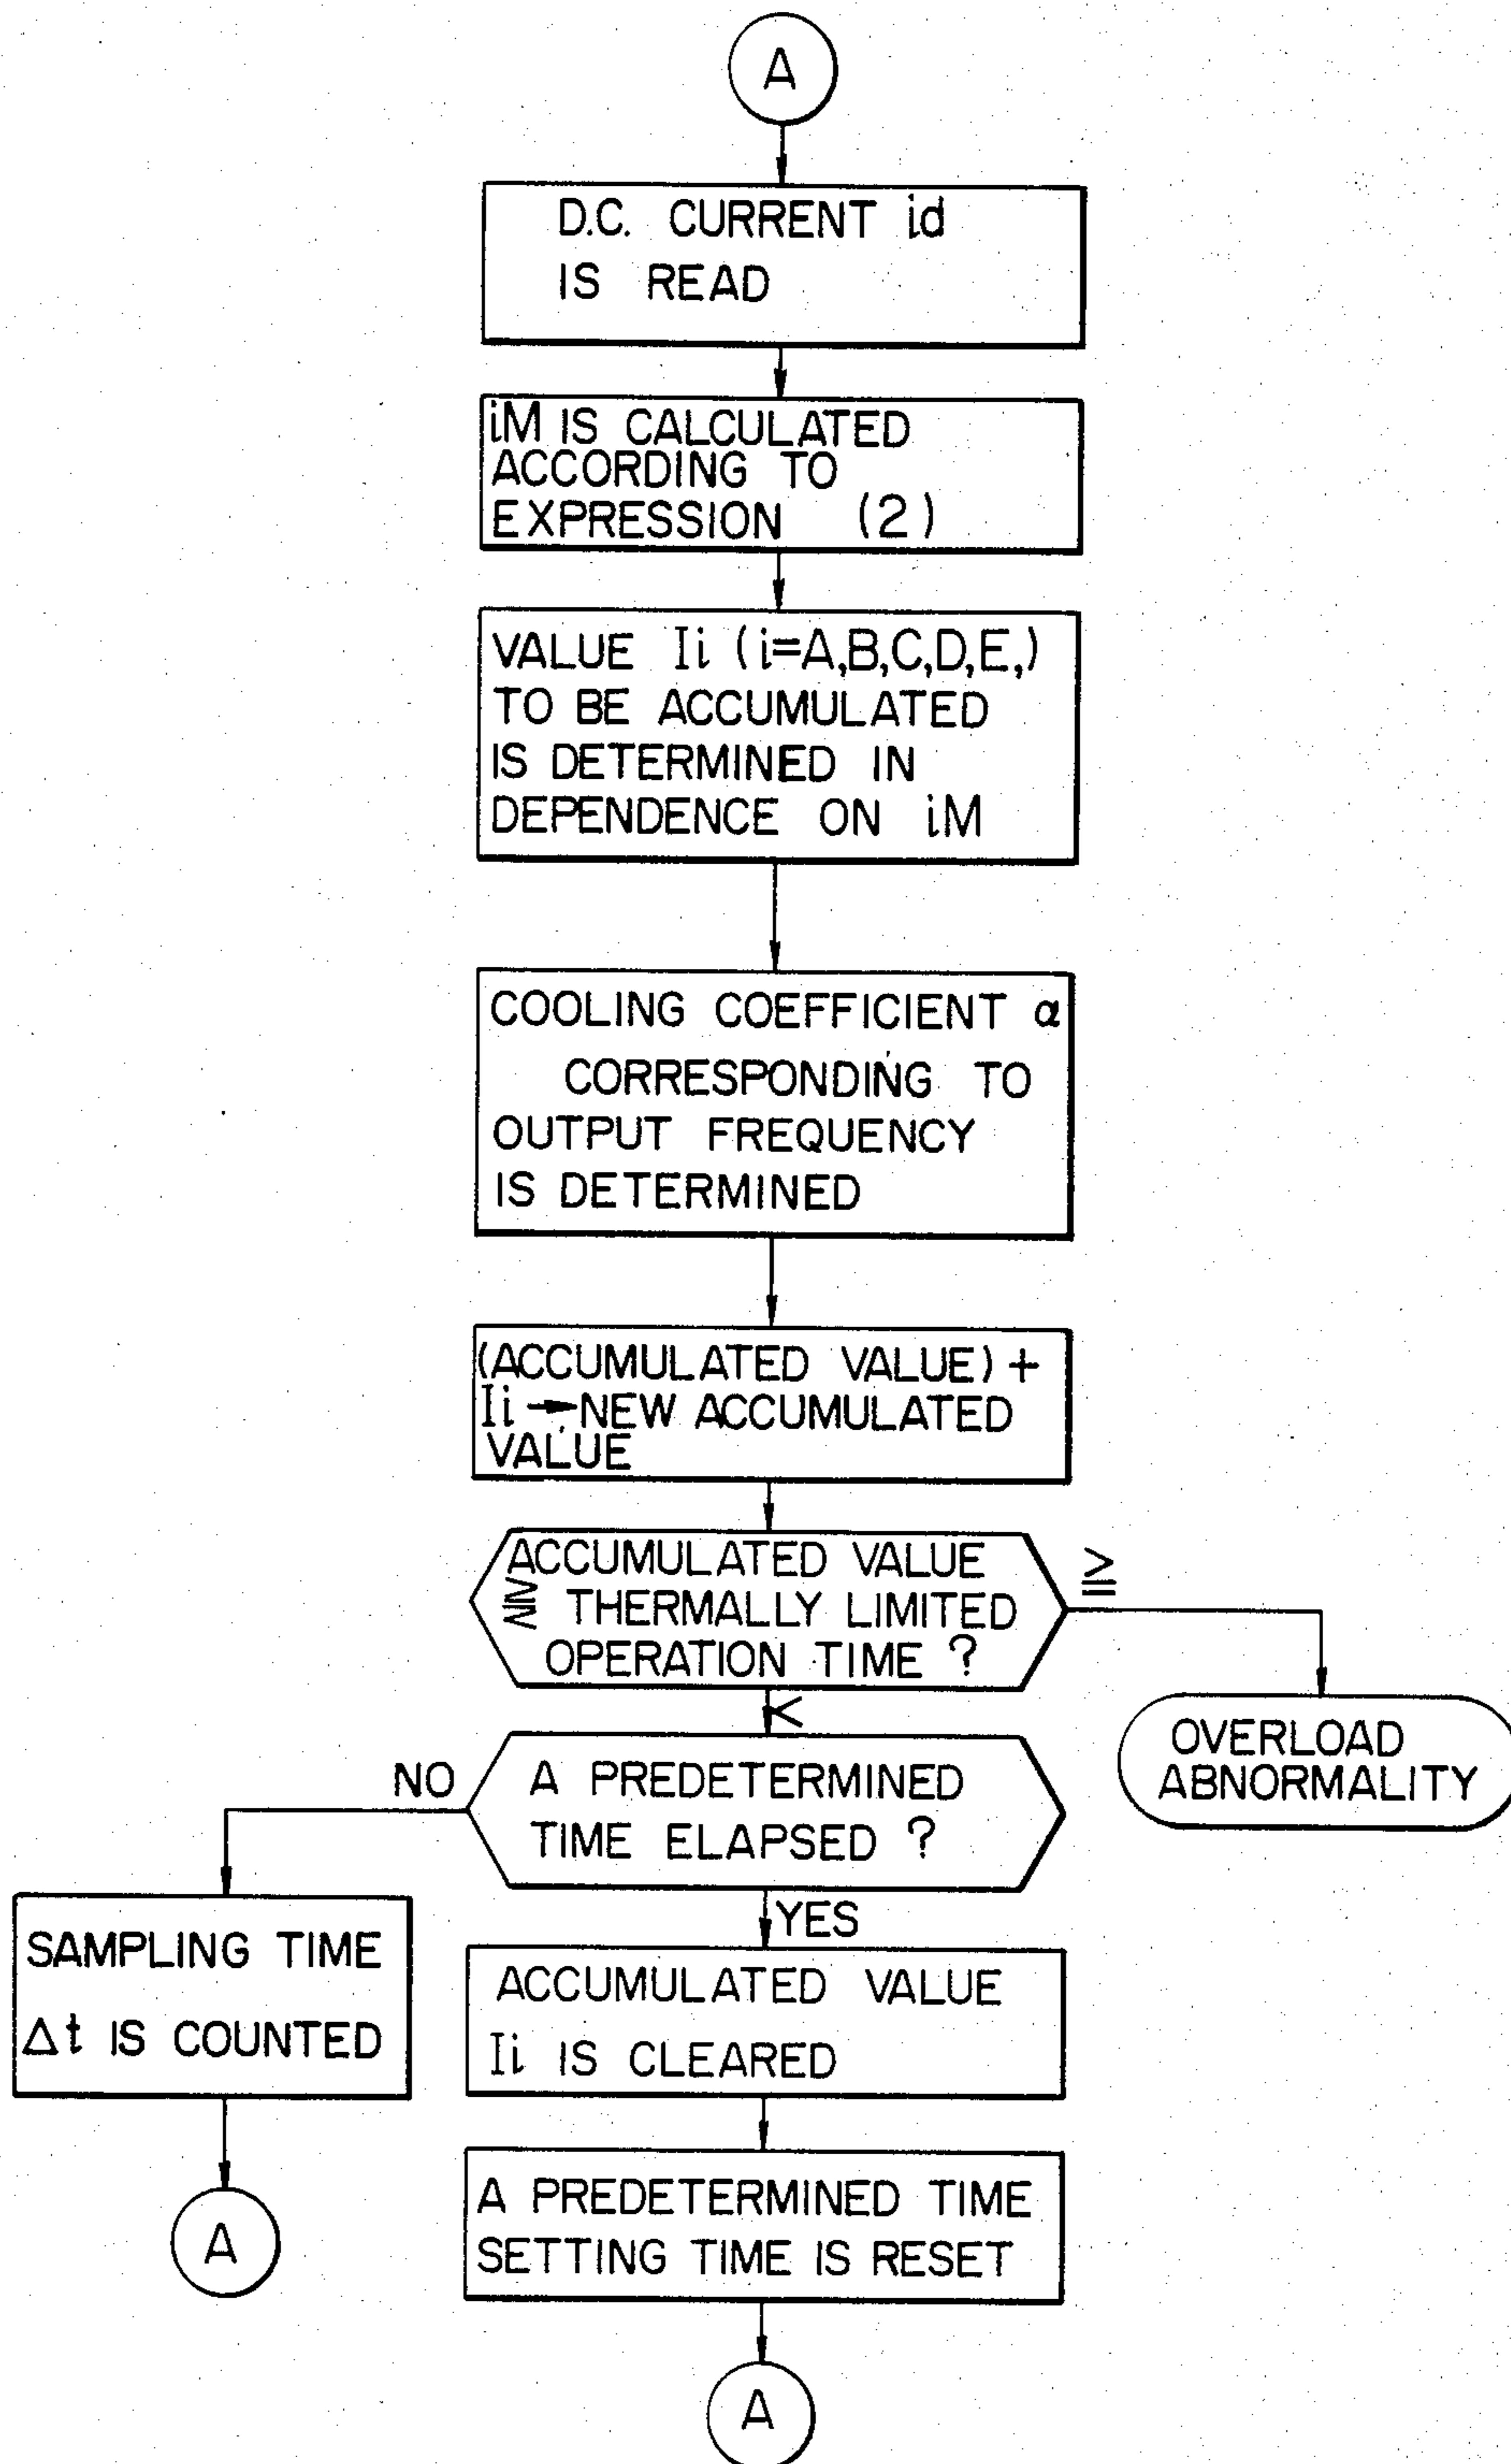 A
D.C. CURRENT id
IS READ
iM IS CALCULATED
ACCORDING TO
EXPRESSION (2)
VALUE Ii (i=A,B,C,D,E,)
TO BE ACCUMULATED
IS DETERMINED IN
DEPENDENCE ON iM
COOLING COEFFICIENT α
CORRESPONDING TO
OUTPUT FREQUENCY
IS DETERMINED
(ACCUMULATED VALUE) +
Ii → NEW ACCUMULATED
VALUE
ACCUMULATED VALUE
⋚ THERMALLY LIMITED
OPERATION TIME ?
≧
<
OVERLOAD
ABNORMALITY
A PREDETERMINED
TIME ELAPSED ?
NO
YES
SAMPLING TIME
Δt IS COUNTED
A
ACCUMULATED VALUE
Ii IS CLEARED
A PREDETERMINED TIME
SETTING TIME IS RESET
A